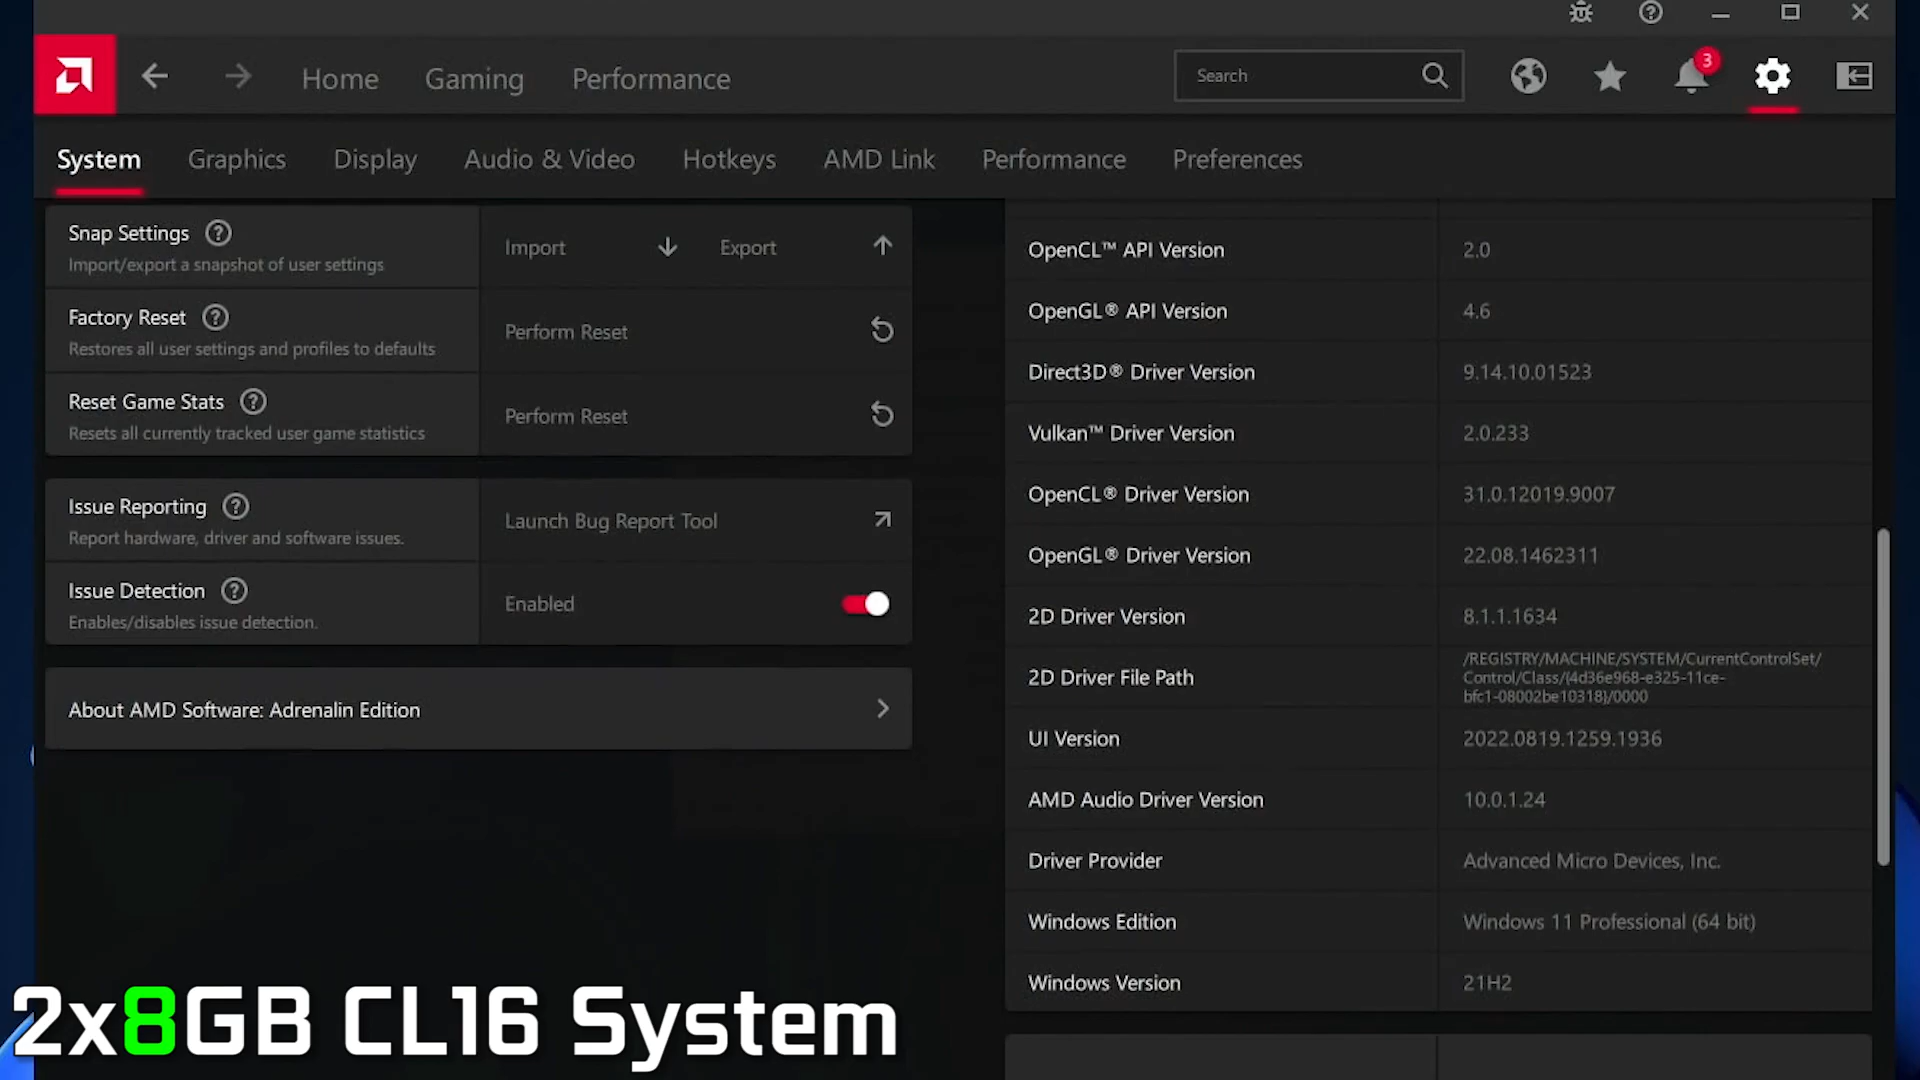 Home
Gaming
Performance
Search
3
System
Graphics
Display
Audio & Video
Hotkeys
AMD Link
Performance
Preferences
Snap Settings
Import/export a snapshot of user settings
Import
Export
Factory Reset
Restores all user settings and profiles to defaults
Perform Reset
Reset Game Stats
Resets all currently tracked user game statistics
Perform Reset
Issue Reporting
Report hardware, driver and software issues.
Launch Bug Report Tool
Issue Detection
Enables/disables issue detection.
Enabled
About AMD Software: Adrenalin Edition
OpenCL™ API Version
2.0
OpenGL® API Version
4.6
Direct3D® Driver Version
9.14.10.01523
Vulkan™ Driver Version
2.0.233
OpenCL® Driver Version
31.0.12019.9007
OpenGL® Driver Version
22.08.1462311
2D Driver Version
8.1.1.1634
2D Driver File Path
/REGISTRY/MACHINE/SYSTEM/CurrentControlSet/
Control/Class/{4d36e968-e325-11ce-
bfc1-08002be10318}/0000
UI Version
2022.0819.1259.1936
AMD Audio Driver Version
10.0.1.24
Driver Provider
Advanced Micro Devices, Inc.
Windows Edition
Windows 11 Professional (64 bit)
Windows Version
21H2
2x8GB CL16 System